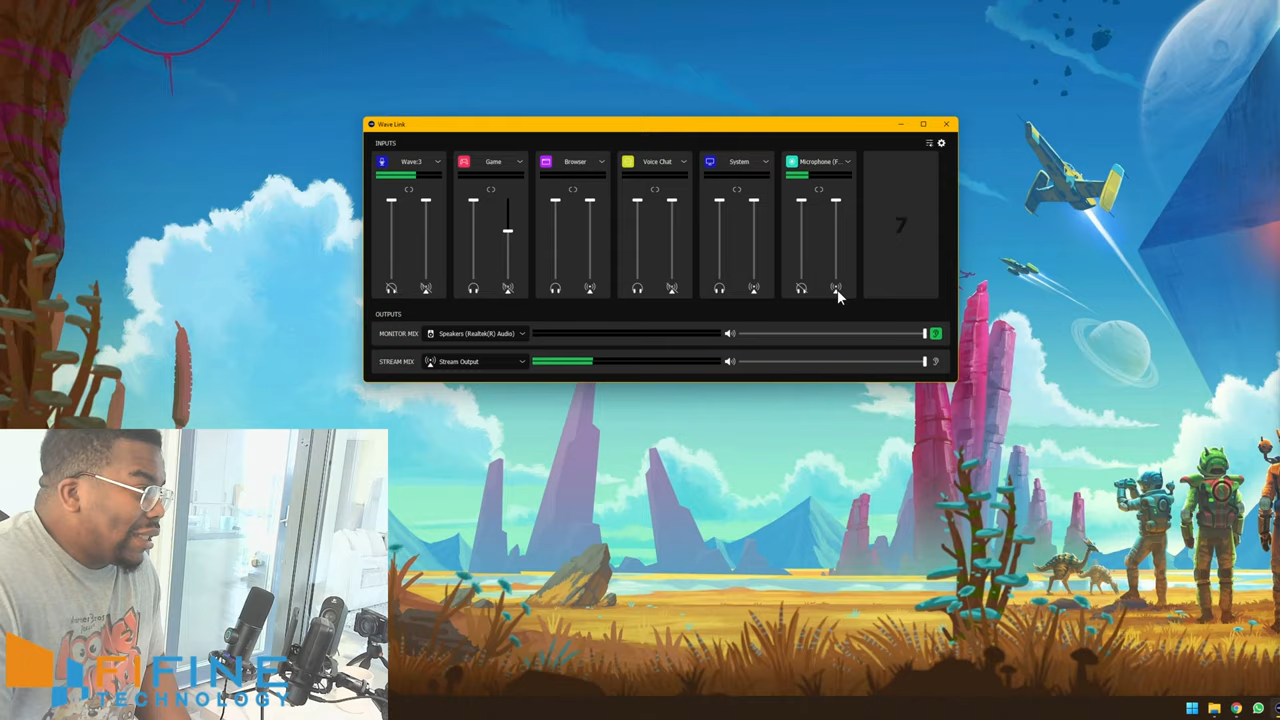 Wave Link
INPUTS
Wave:3
Game
Browser
Voice Chat
System
Microphone (F...
7
OUTPUTS
MONITOR MIX
Speakers (Realtek(R) Audio)
STREAM MIX
Stream Output
FIFINE
TECHNOLOGY